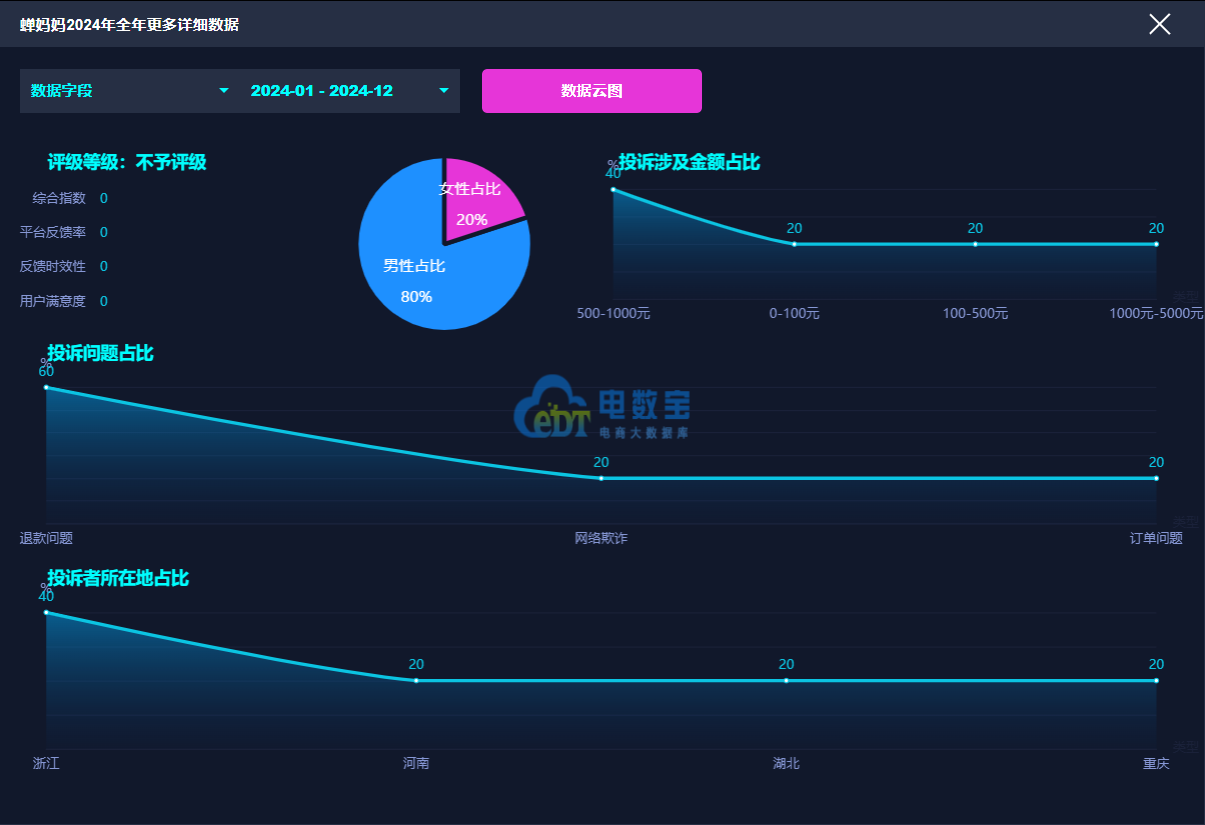 蝉妈妈2024年全年更多详细数据
数据字段
2024-01 - 2024-12
数据云图
评级等级：不予评级
综合指数 0
平台反馈率 0
反馈时效性 0
用户满意度 0
女性占比
20%
男性占比
80%
投诉涉及金额占比
%
40
20
20
20
类型
500-1000元
0-100元
100-500元
1000元-5000元
投诉问题占比
%
60
20
20
类型
退款问题
网络欺诈
订单问题
电数宝
eDT
电商大数据库
投诉者所在地占比
%
40
20
20
20
类型
浙江
河南
湖北
重庆